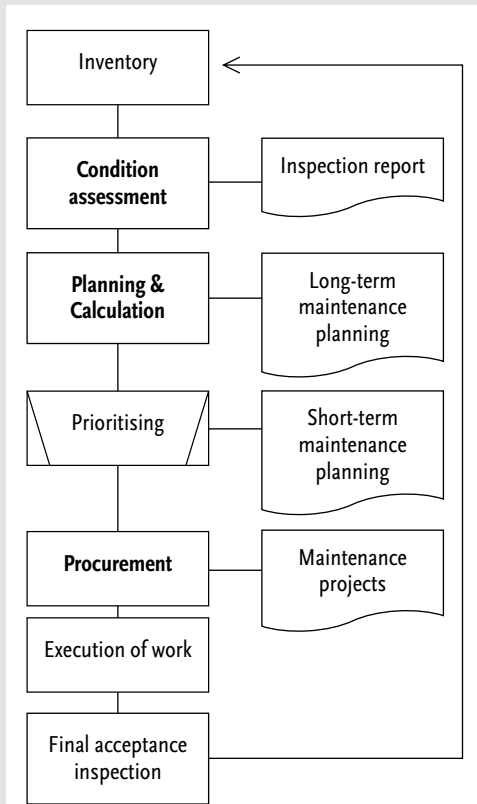 Inventory
Condition
assessment
Inspection report
Planning &
Calculation
Long-term
maintenance
planning
Prioritising
Short-term
maintenance
planning
Procurement
Maintenance
projects
Execution of work
Final acceptance
inspection